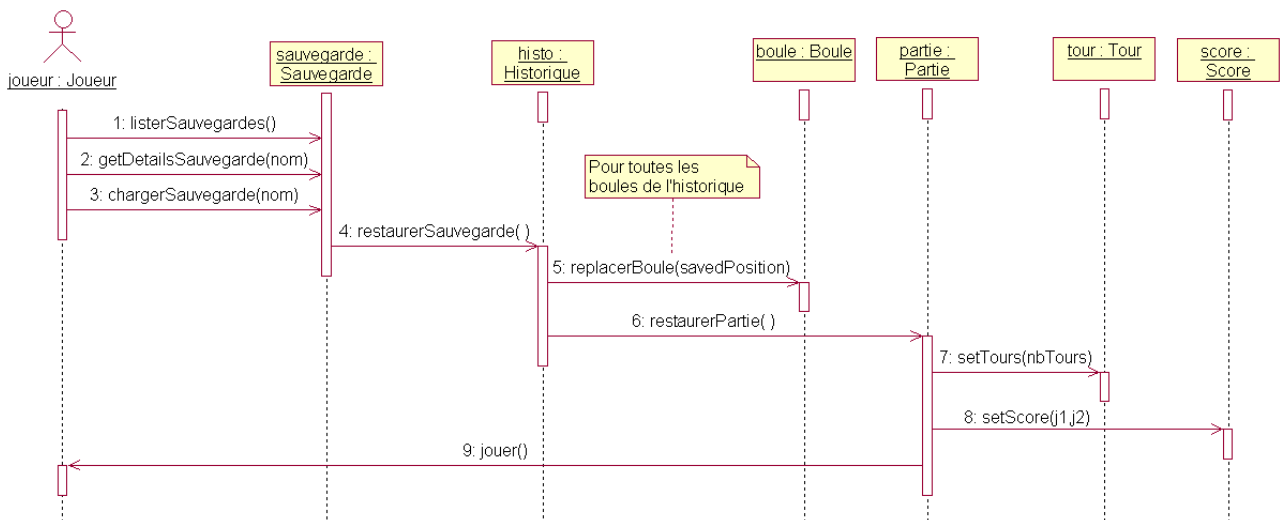 joueur : Joueur
sauvegarde :
Sauvegarde
histo :
Historique
boule : Boule
partie :
Partie
tour : Tour
score :
Score
1: listerSauvegardes()
2: getDetailsSauvegarde(nom)
3: chargerSauvegarde(nom)
Pour toutes les
boules de l'historique
4: restaurerSauvegarde( )
5: replacerBoule(savedPosition)
6: restaurerPartie( )
7: setTours(nbTours)
8: setScore(j1,j2)
9: jouer()